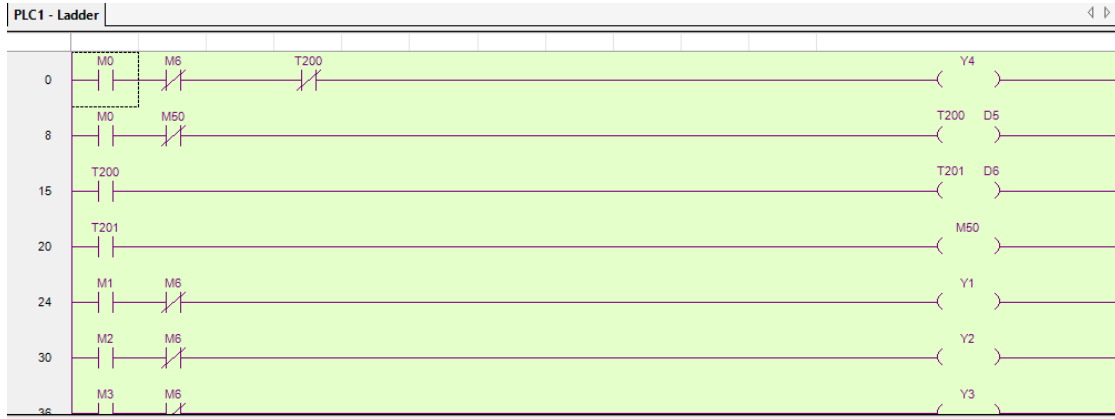 PLC1 - Ladder
M0 M6 T200 Y4
0
M0 M50 T200 D5
8
T200 T201 D6
15
T201 M50
20
M1 M6 Y1
24
M2 M6 Y2
30
M3 M6 Y3
36